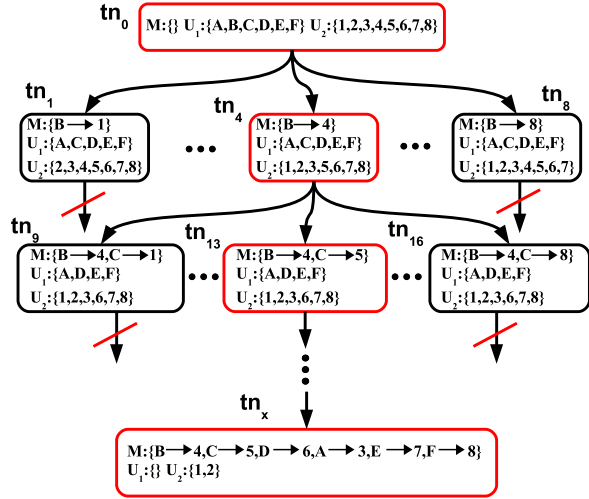 tn0
M:{} U1:{A,B,C,D,E,F} U2:{1,2,3,4,5,6,7,8}
tn1
M:{B→1}
U1:{A,C,D,E,F}
U2:{2,3,4,5,6,7,8}
tn4
M:{B→4}
U1:{A,C,D,E,F}
U2:{1,2,3,5,6,7,8}
tn8
M:{B→8}
U1:{A,C,D,E,F}
U2:{1,2,3,4,5,6,7}
tn9
M:{B→4,C→1}
U1:{A,D,E,F}
U2:{1,2,3,6,7,8}
tn13
M:{B→4,C→5}
U1:{A,D,E,F}
U2:{1,2,3,6,7,8}
tn16
M:{B→4,C→8}
U1:{A,D,E,F}
U2:{1,2,3,6,7,8}
tnx
M:{B→4,C→5,D→6,A→3,E→7,F→8}
U1:{} U2:{1,2}